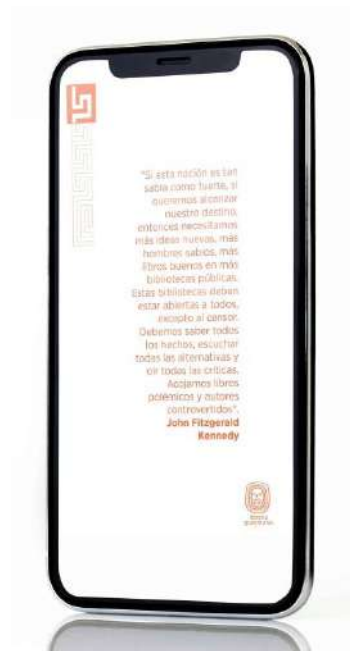 "Si esta nación es tan
sabia como fuerte, si
queremos alcanzar
nuestro destino,
entonces necesitamos
más ideas nuevas, más
hombres sabios, más
libros buenos en más
bibliotecas públicas.
Estas bibliotecas deben
estar abiertas a todos,
excepto al censor.
Debemos saber todos
los hechos, escuchar
todas las alternativas y
oír todas las críticas.
Acojamos libros
polémicos y autores
controvertidos".
John Fitzgerald
Kennedy